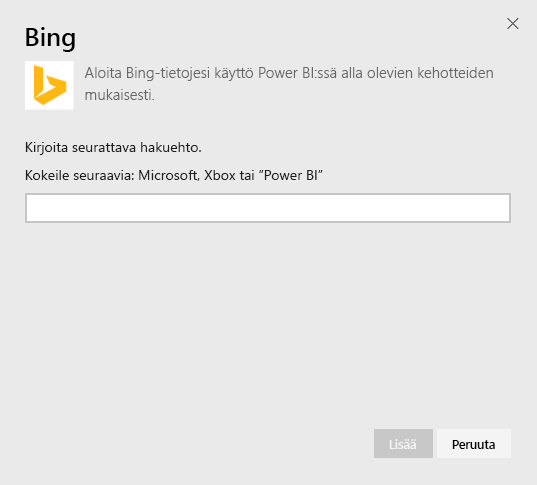 Bing
Aloita Bing-tietojesi käyttö Power BI:ssä alla olevien kehotteiden
mukaisesti.
Kirjoita seurattava hakuehto.
Kokeile seuraavia: Microsoft, Xbox tai ”Power BI”
Lisää
Peruuta